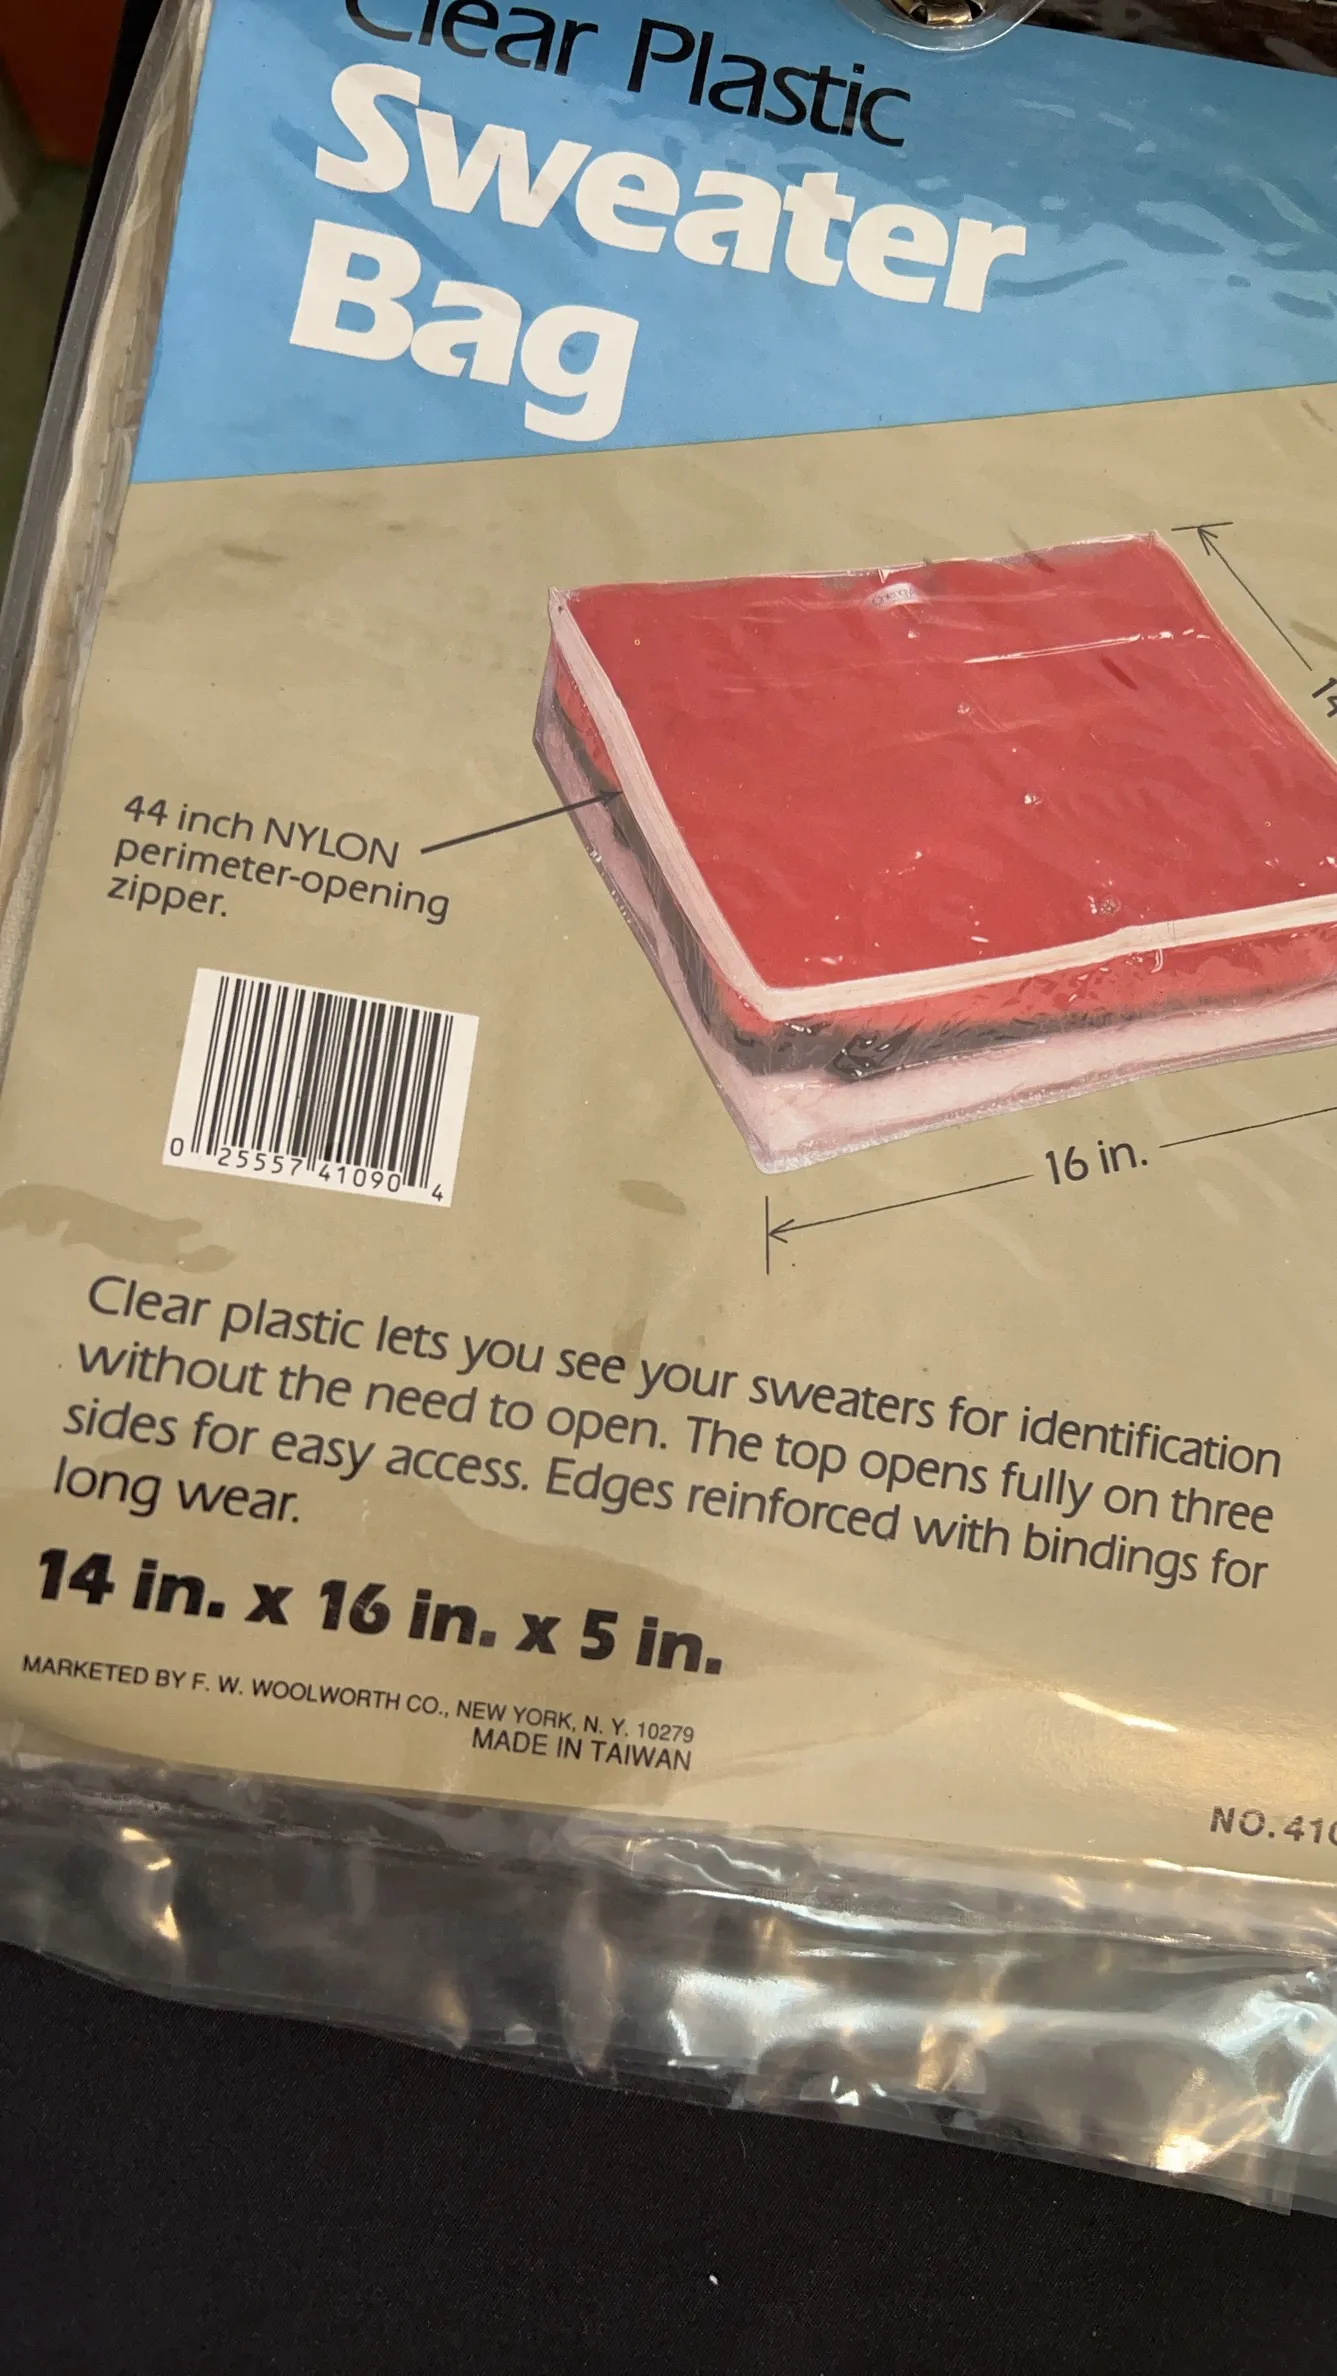 Clear Plastic
Sweater
Bag
14
44 inch NYLON
perimeter-opening
zipper.
0 25557 41090 4
16 in.
Clear plastic lets you see your sweaters for identification
without the need to open. The top opens fully on three
sides for easy access. Edges reinforced with bindings for
long wear.
14 in. x 16 in. x 5 in.
MARKETED BY F. W. WOOLWORTH CO., NEW YORK, N. Y. 10279
MADE IN TAIWAN
NO. 410